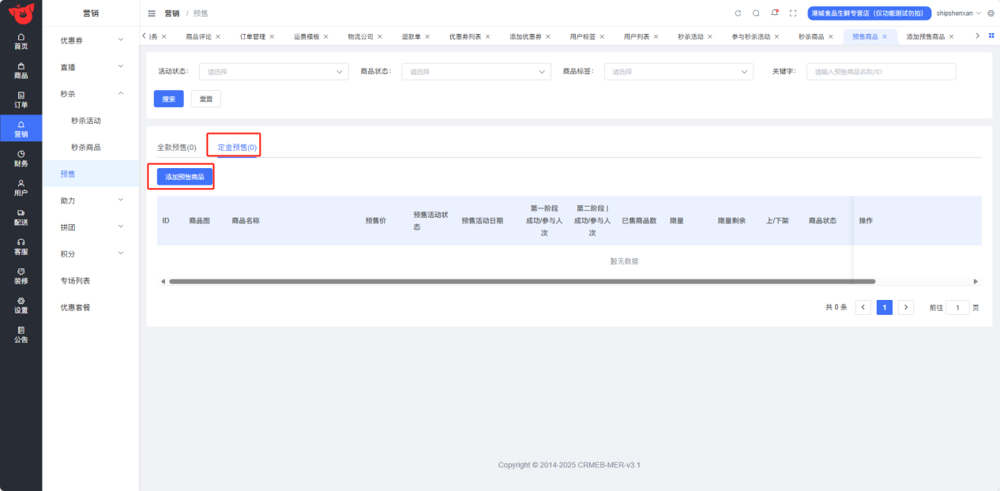 营销
营销 / 预售
港城食品生鲜专营店（仅功能测试勿拍）
shipshenxan
首页
商品
订单
营销
财务
用户
配送
客服
装修
设置
公告
优惠券
直播
秒杀
秒杀活动
秒杀商品
预售
助力
拼团
积分
专场列表
优惠套餐
务 × 商品评论 × 订单管理 × 运费模板 × 物流公司 × 退款单 × 优惠券列表 × 添加优惠券 × 用户标签 × 用户列表 × 秒杀活动 × 参与秒杀活动 × 秒杀商品 × 预售商品 × 添加预售商品 ×
活动状态： 请选择 商品状态： 请选择 商品标签： 请选择 关键字： 请输入预售商品名称/ID
搜索 重置
全款预售(0) 定金预售(0)
添加预售商品
ID 商品图 商品名称 预售价 预售活动状态 预售活动日期 第一阶段 成功/参与人次 第二阶段 | 成功/参与人次 已售商品数 限量 限量剩余 上/下架 商品状态 操作
暂无数据
共 0 条 1 前往 1 页
Copyright © 2014-2025 CRMEB-MER-v3.1